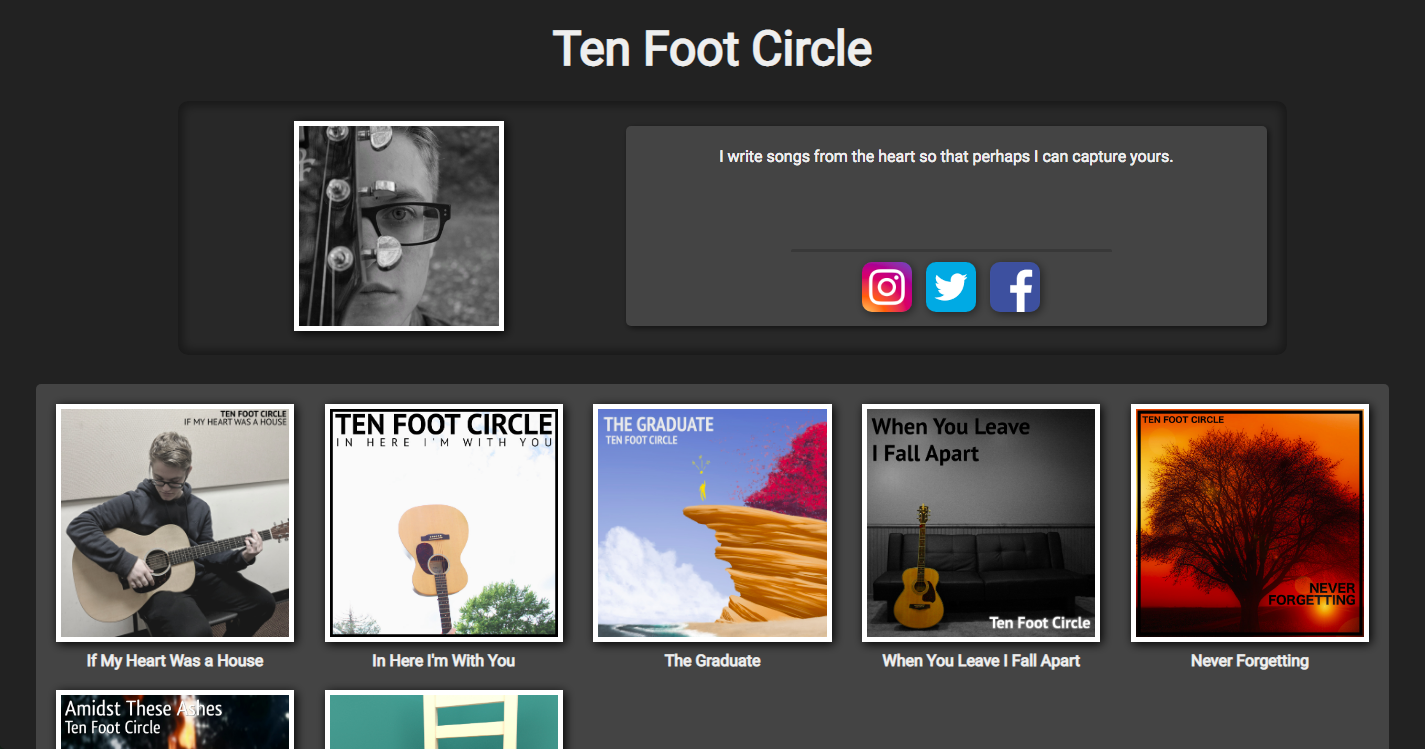 Ten Foot Circle
I write songs from the heart so that perhaps I can capture yours.
TEN FOOT CIRCLE
IF MY HEART WAS A HOUSE
If My Heart Was a House
TEN FOOT CIRCLE
IN HERE I'M WITH YOU
In Here I'm With You
THE GRADUATE
TEN FOOT CIRCLE
The Graduate
When You Leave
I Fall Apart
Ten Foot Circle
When You Leave I Fall Apart
TEN FOOT CIRCLE
NEVER
FORGETTING
Never Forgetting
Amidst These Ashes
Ten Foot Circle